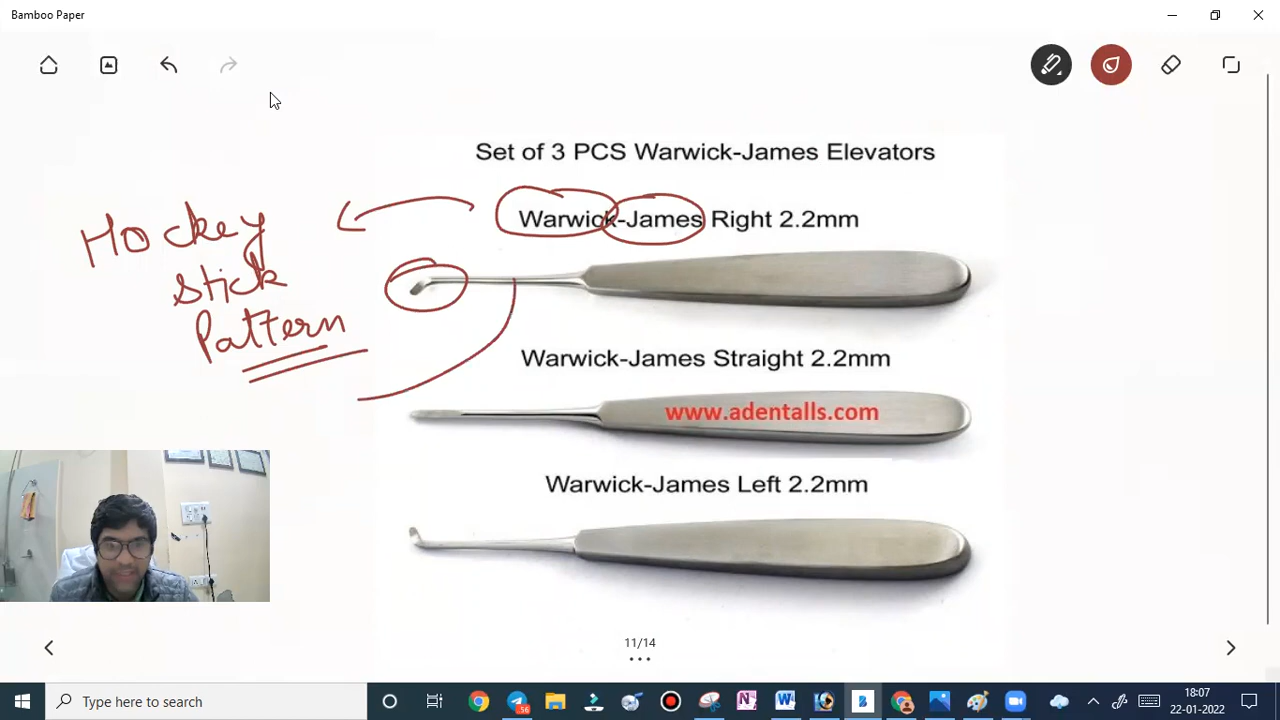 Bamboo Paper
Set of 3 PCS Warwick-James Elevators
Warwick-James Right 2.2mm
Hockey
stick
Pattern
Warwick-James Straight 2.2mm
www.adentalls.com
Warwick-James Left 2.2mm
11/14
Type here to search
56
N
W
B
18:07
22-01-2022